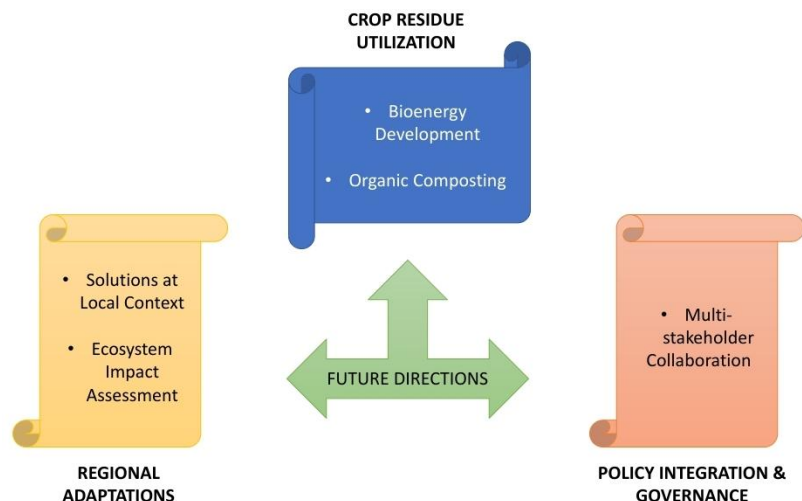 CROP RESIDUE
UTILIZATION
• Bioenergy
Development
• Organic Composting
• Solutions at
Local Context
• Ecosystem
Impact
Assessment
• Multi-
stakeholder
Collaboration
FUTURE DIRECTIONS
REGIONAL
ADAPTATIONS
POLICY INTEGRATION &
GOVERNANCE